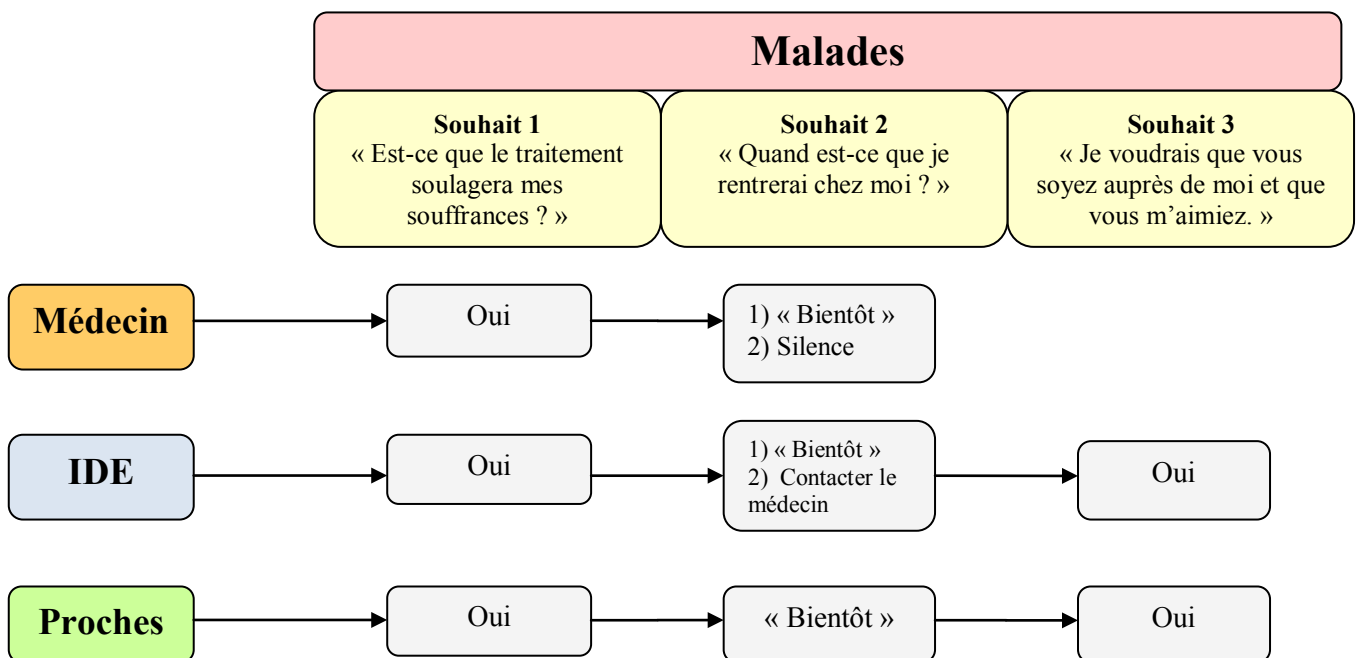 Malades
Souhait 1
« Est-ce que le traitement
soulagera mes
souffrances ? »
Souhait 2
« Quand est-ce que je
rentrerai chez moi ? »
Souhait 3
« Je voudrais que vous
soyez auprès de moi et que
vous m’aimiez. »
Médecin
Oui
1) « Bientôt »
2) Silence
IDE
Oui
1) « Bientôt »
2) Contacter le
médecin
Oui
Proches
Oui
« Bientôt »
Oui